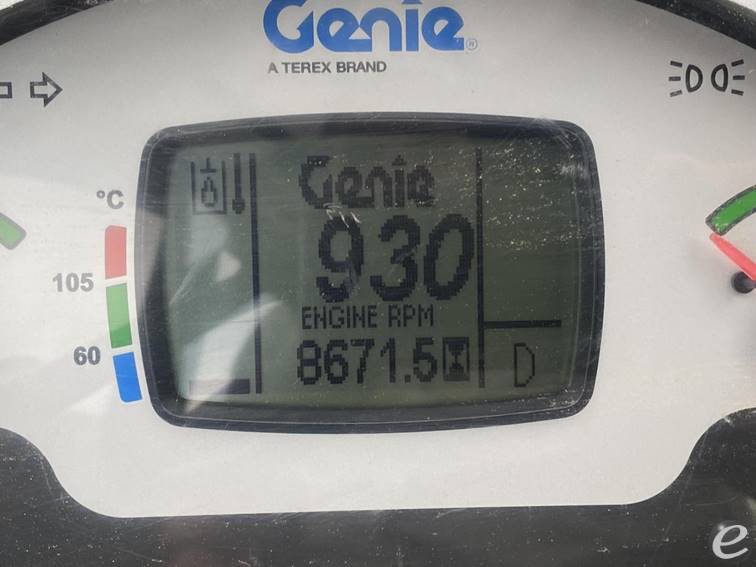 Genie®
A TEREX BRAND
°C
105
60
Genie
930
ENGINE RPM
8671.5
D
e